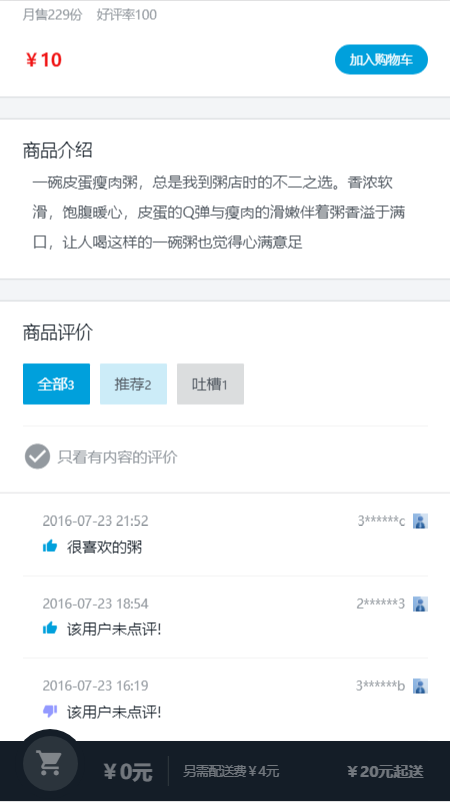 月售229份 好评率100
￥10 加入购物车
商品介绍
一碗皮蛋瘦肉粥，总是我到粥店时的不二之选。香浓软
滑，饱腹暖心，皮蛋的Q弹与瘦肉的滑嫩伴着粥香溢于满
口，让人喝这样的一碗粥也觉得心满意足
商品评价
全部3 推荐2 吐槽1
只看有内容的评价
2016-07-23 21:52 3******c
很喜欢的粥
2016-07-23 18:54 2******3
该用户未点评!
2016-07-23 16:19 3******b
该用户未点评!
￥0元 另需配送费￥4元 ￥20元起送